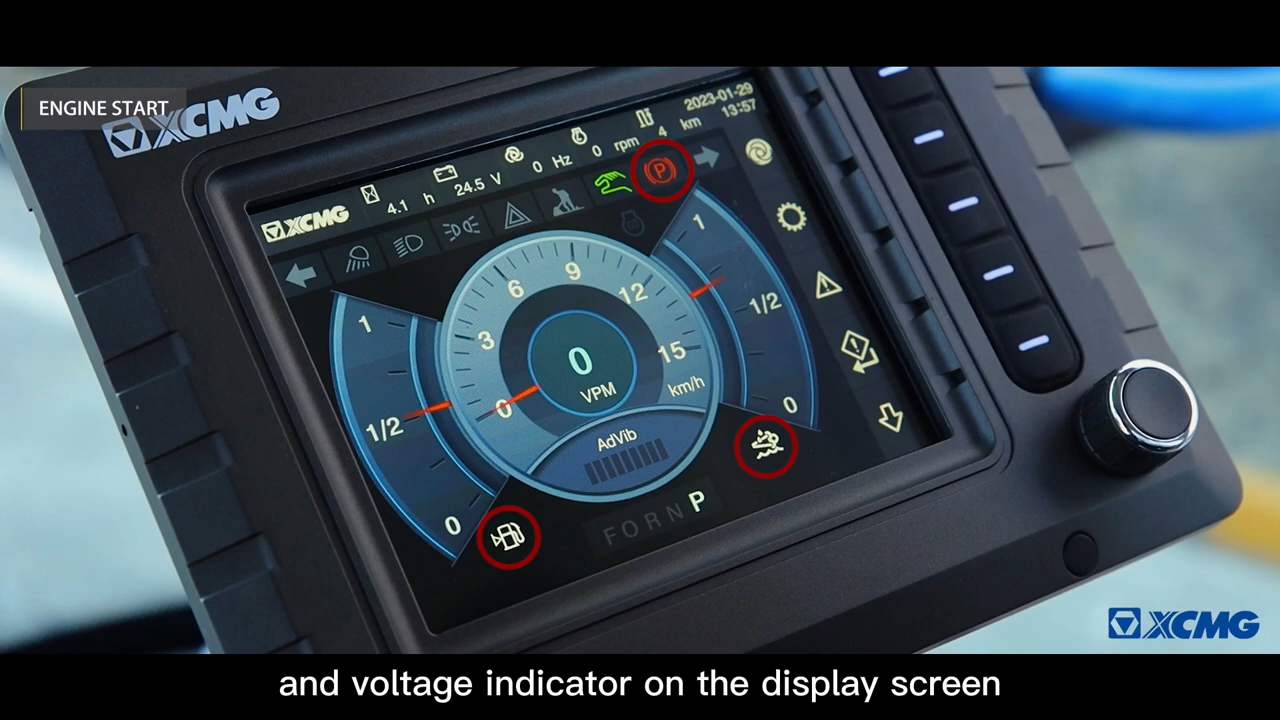 ENGINE START
XCMG
2023-01-29
13:57
4.1 h 24.5 V 0 Hz 0 rpm 4 km
XCMG
P
1
1/2
0
0
3
6
9
12
15
km/h
0
VPM
AdVib
1
1/2
0
F O R N P
XCMG
and voltage indicator on the display screen